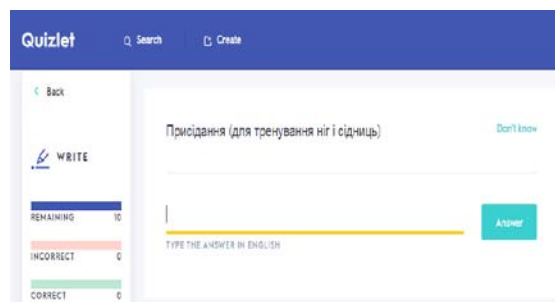 Quizlet
Search
Create
Back
WRITE
REMAINING 10
INCORRECT 0
CORRECT 0
Присідання (для тренування ніг і сідниць)
Don't know
Answer
TYPE THE ANSWER IN ENGLISH